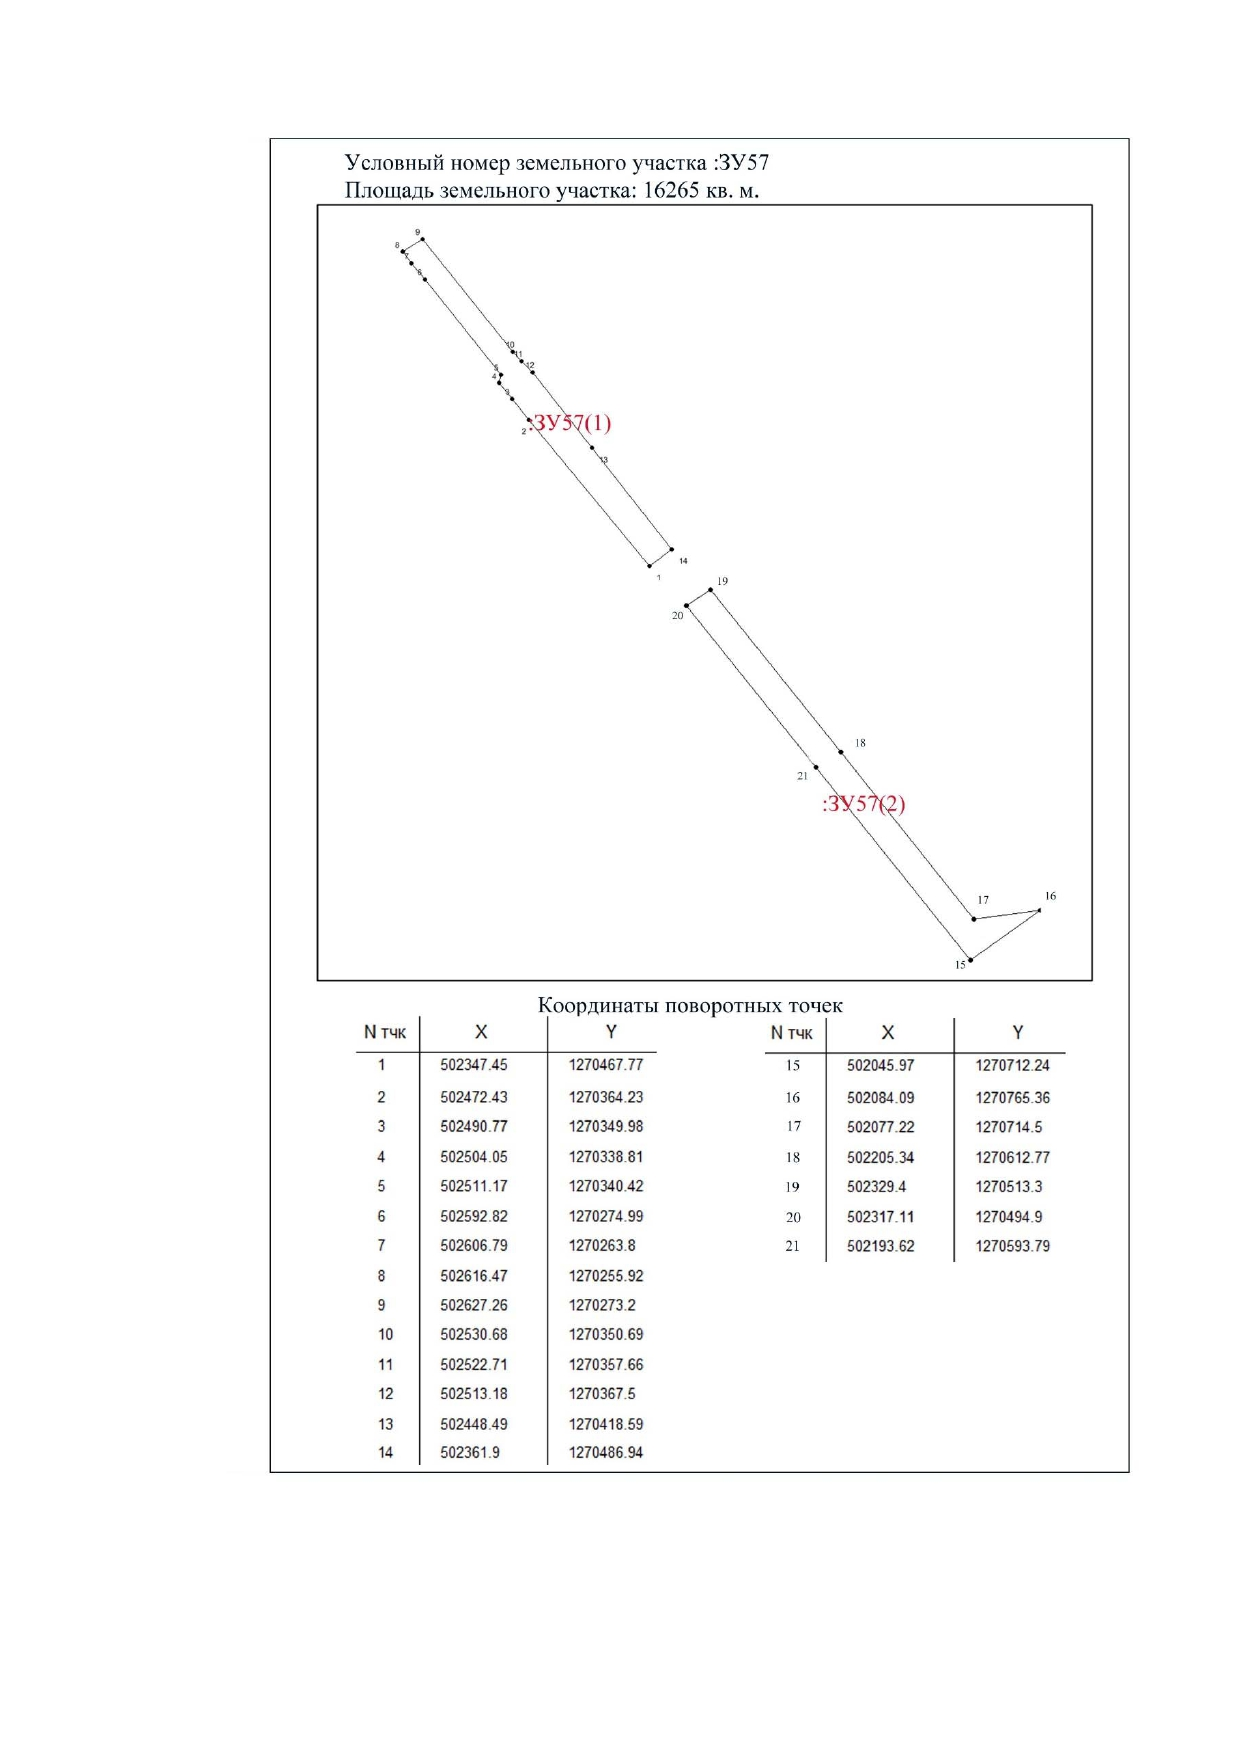 Условный номер земельного участка :ЗУ57
Площадь земельного участка: 16265 кв. м.
9
8
7
6
10
11
5
12
4
3
:ЗУ57(1)
2
13
14
1
19
20
18
21
:ЗУ57(2)
17
16
15
Координаты поворотных точек
N тчк X Y
1 502347.45 1270467.77
2 502472.43 1270364.23
3 502490.77 1270349.98
4 502504.05 1270338.81
5 502511.17 1270340.42
6 502592.82 1270274.99
7 502606.79 1270263.8
8 502616.47 1270255.92
9 502627.26 1270273.2
10 502530.68 1270350.69
11 502522.71 1270357.66
12 502513.18 1270367.5
13 502448.49 1270418.59
14 502361.9 1270486.94
N тчк X Y
15 502045.97 1270712.24
16 502084.09 1270765.36
17 502077.22 1270714.5
18 502205.34 1270612.77
19 502329.4 1270513.3
20 502317.11 1270494.9
21 502193.62 1270593.79